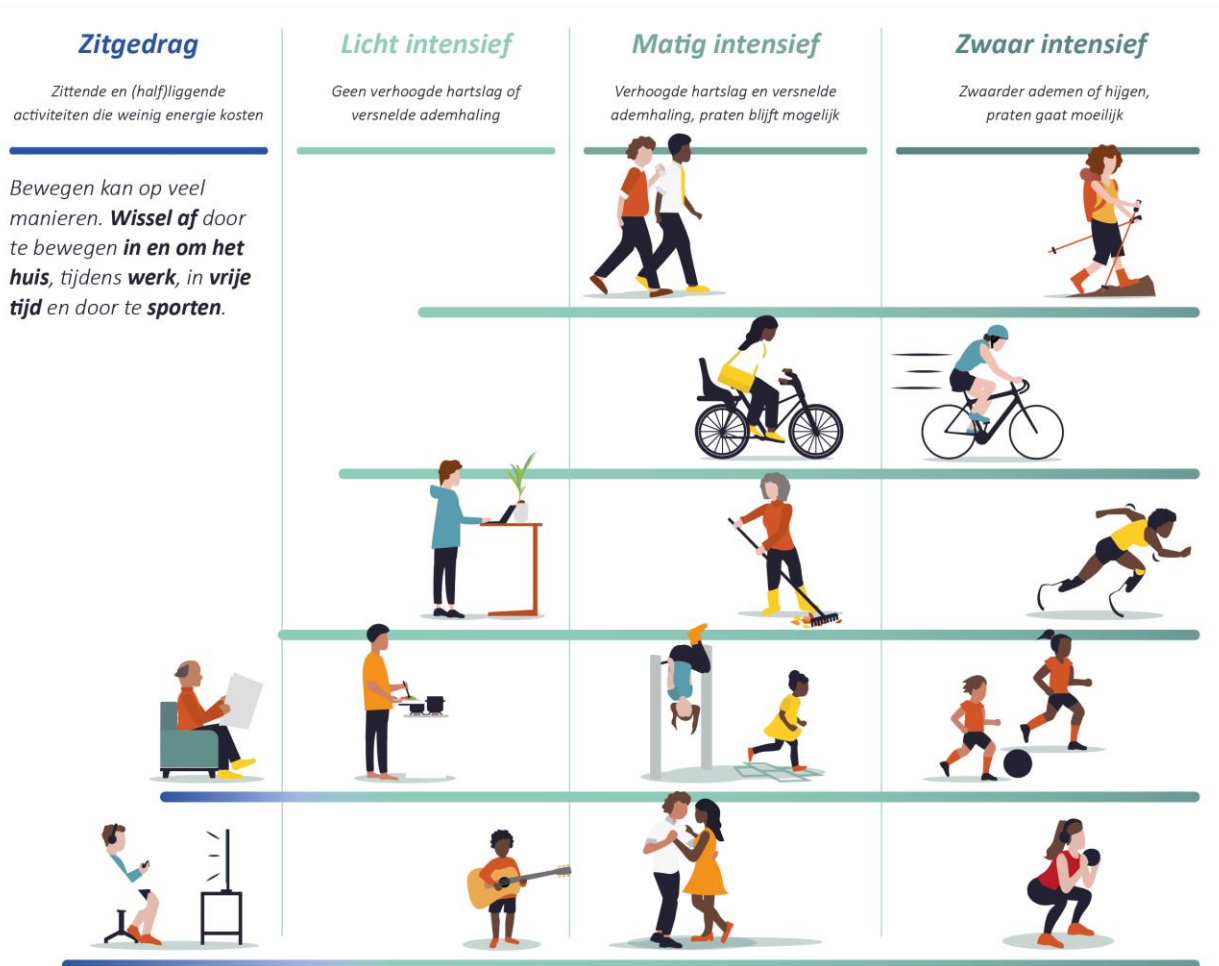 Zitgedrag
Zittende en (half)liggende
activiteiten die weinig energie kosten
Bewegen kan op veel
manieren. Wissel af door
te bewegen in en om het
huis, tijdens werk, in vrije
tijd en door te sporten.
Licht intensief
Geen verhoogde hartslag of
versnelde ademhaling
Matig intensief
Verhoogde hartslag en versnelde
ademhaling, praten blijft mogelijk
Zwaar intensief
Zwaarder ademen of hijgen,
praten gaat moeilijk